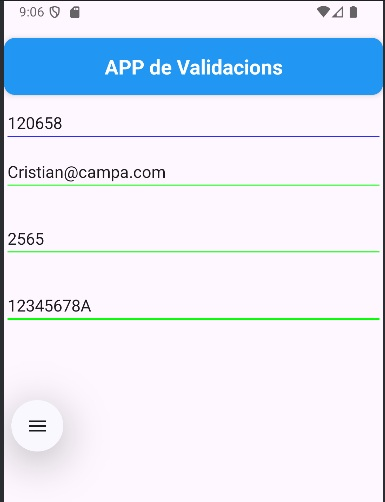 9:06
APP de Validacions
120658
Cristian@campa.com
2565
12345678A